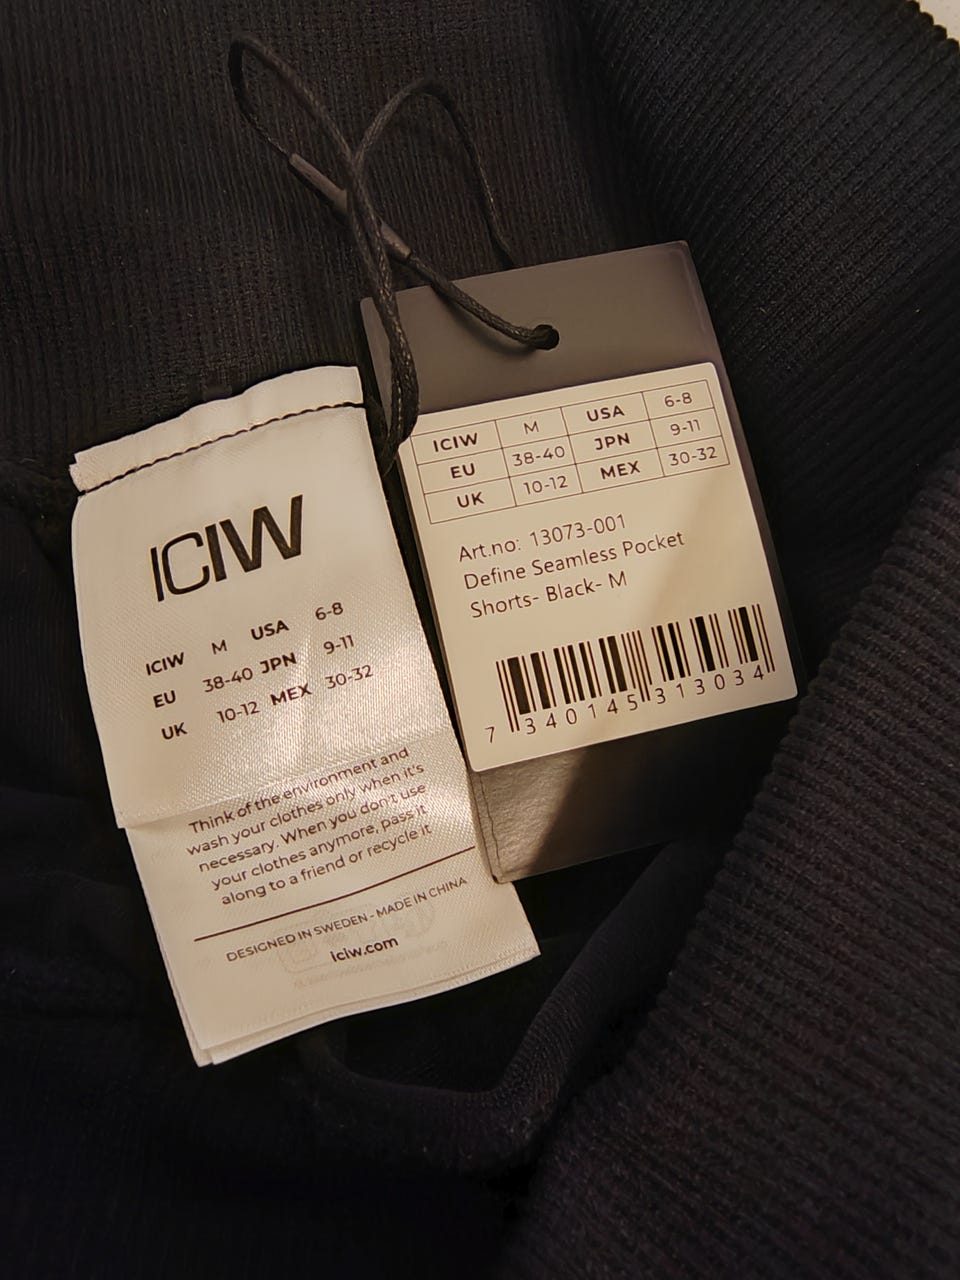 ICIW
ICIW M USA 6-8
EU 38-40 JPN 9-11
UK 10-12 MEX 30-32
Think of the environment and
wash your clothes only when it's
necessary. When you don't use
your clothes anymore, pass it
along to a friend or recycle it
DESIGNED IN SWEDEN - MADE IN CHINA
iciw.com
ICIW M USA 6-8
EU 38-40 JPN 9-11
UK 10-12 MEX 30-32
Art.no: 13073-001
Define Seamless Pocket
Shorts- Black- M
7 340145 313034